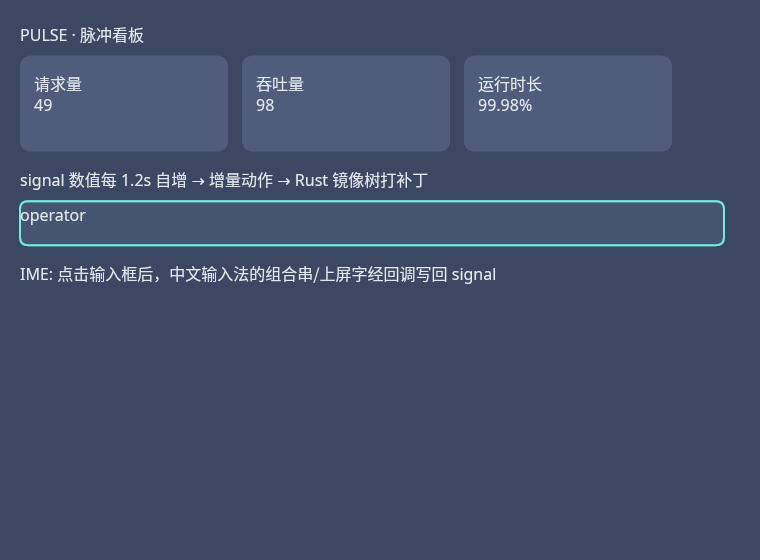 PULSE · 脉冲看板
请求量
49
吞吐量
98
运行时长
99.98%
signal 数值每 1.2s 自增 → 增量动作 → Rust 镜像树打补丁
operator
IME: 点击输入框后，中文输入法的组合串/上屏字经回调写回 signal